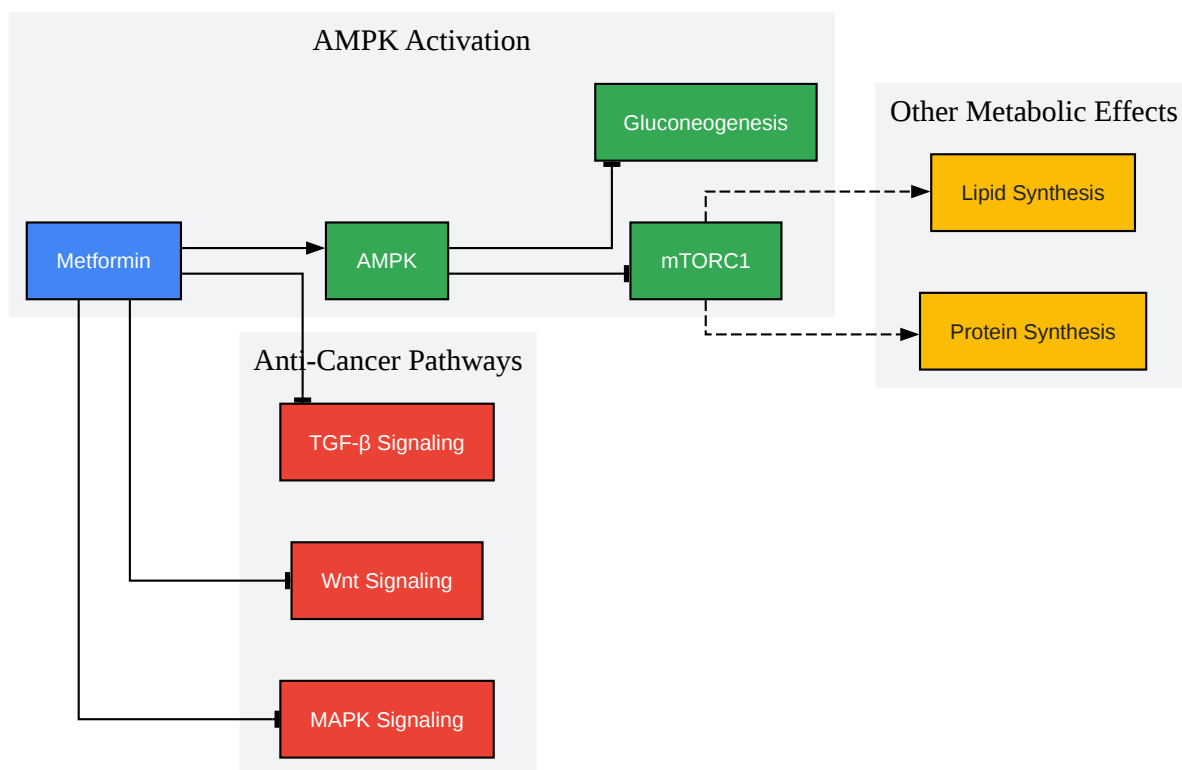 AMPK Activation
Gluconeogenesis
Other Metabolic Effects
Lipid Synthesis
Metformin
AMPK
mTORC1
Protein Synthesis
Anti-Cancer Pathways
TGF-β Signaling
Wnt Signaling
MAPK Signaling